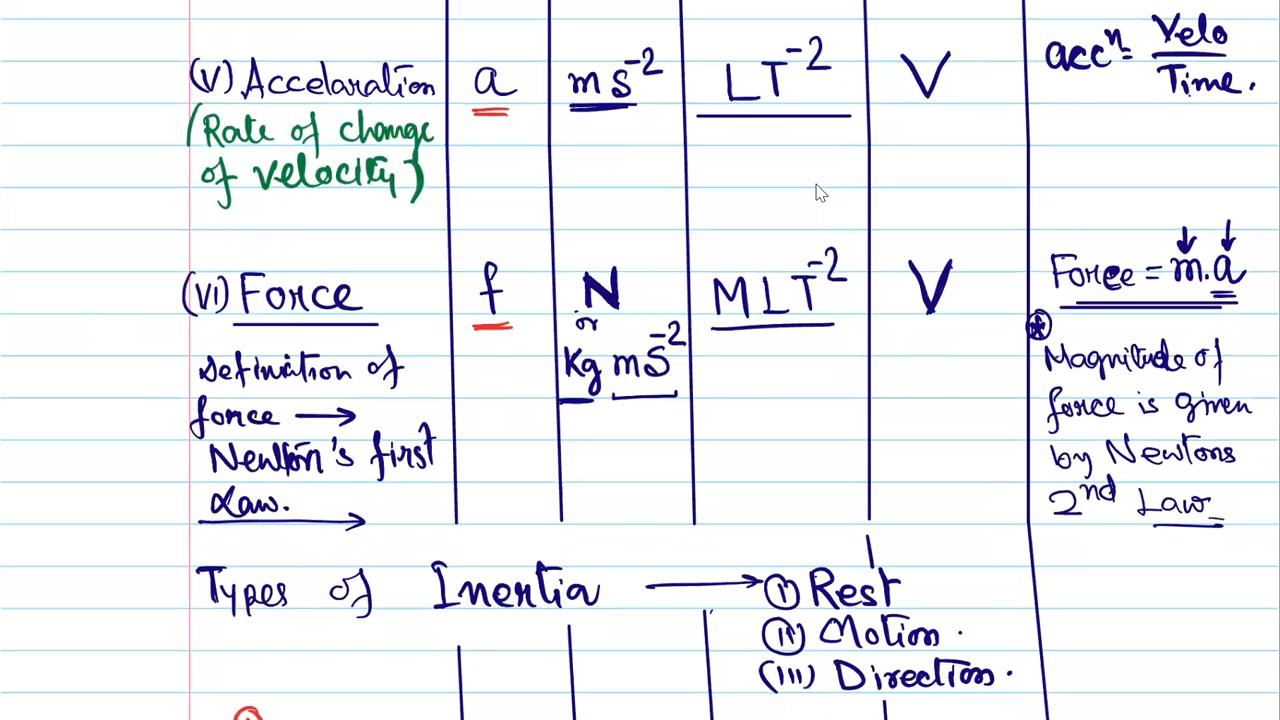 (V) Accelaration a mS⁻² LT⁻² V accⁿ = Velo / Time.
(Rate of change
of velocity)
(VI) Force f N MLT⁻² V Force = m.a
or
Kg mS⁻²
Defination of
force →
Newton's first
Law.
* Magnitude of
force is given
by Newtons
2nd Law
Types of Inertia → (i) Rest
(ii) Motion.
(iii) Direction.